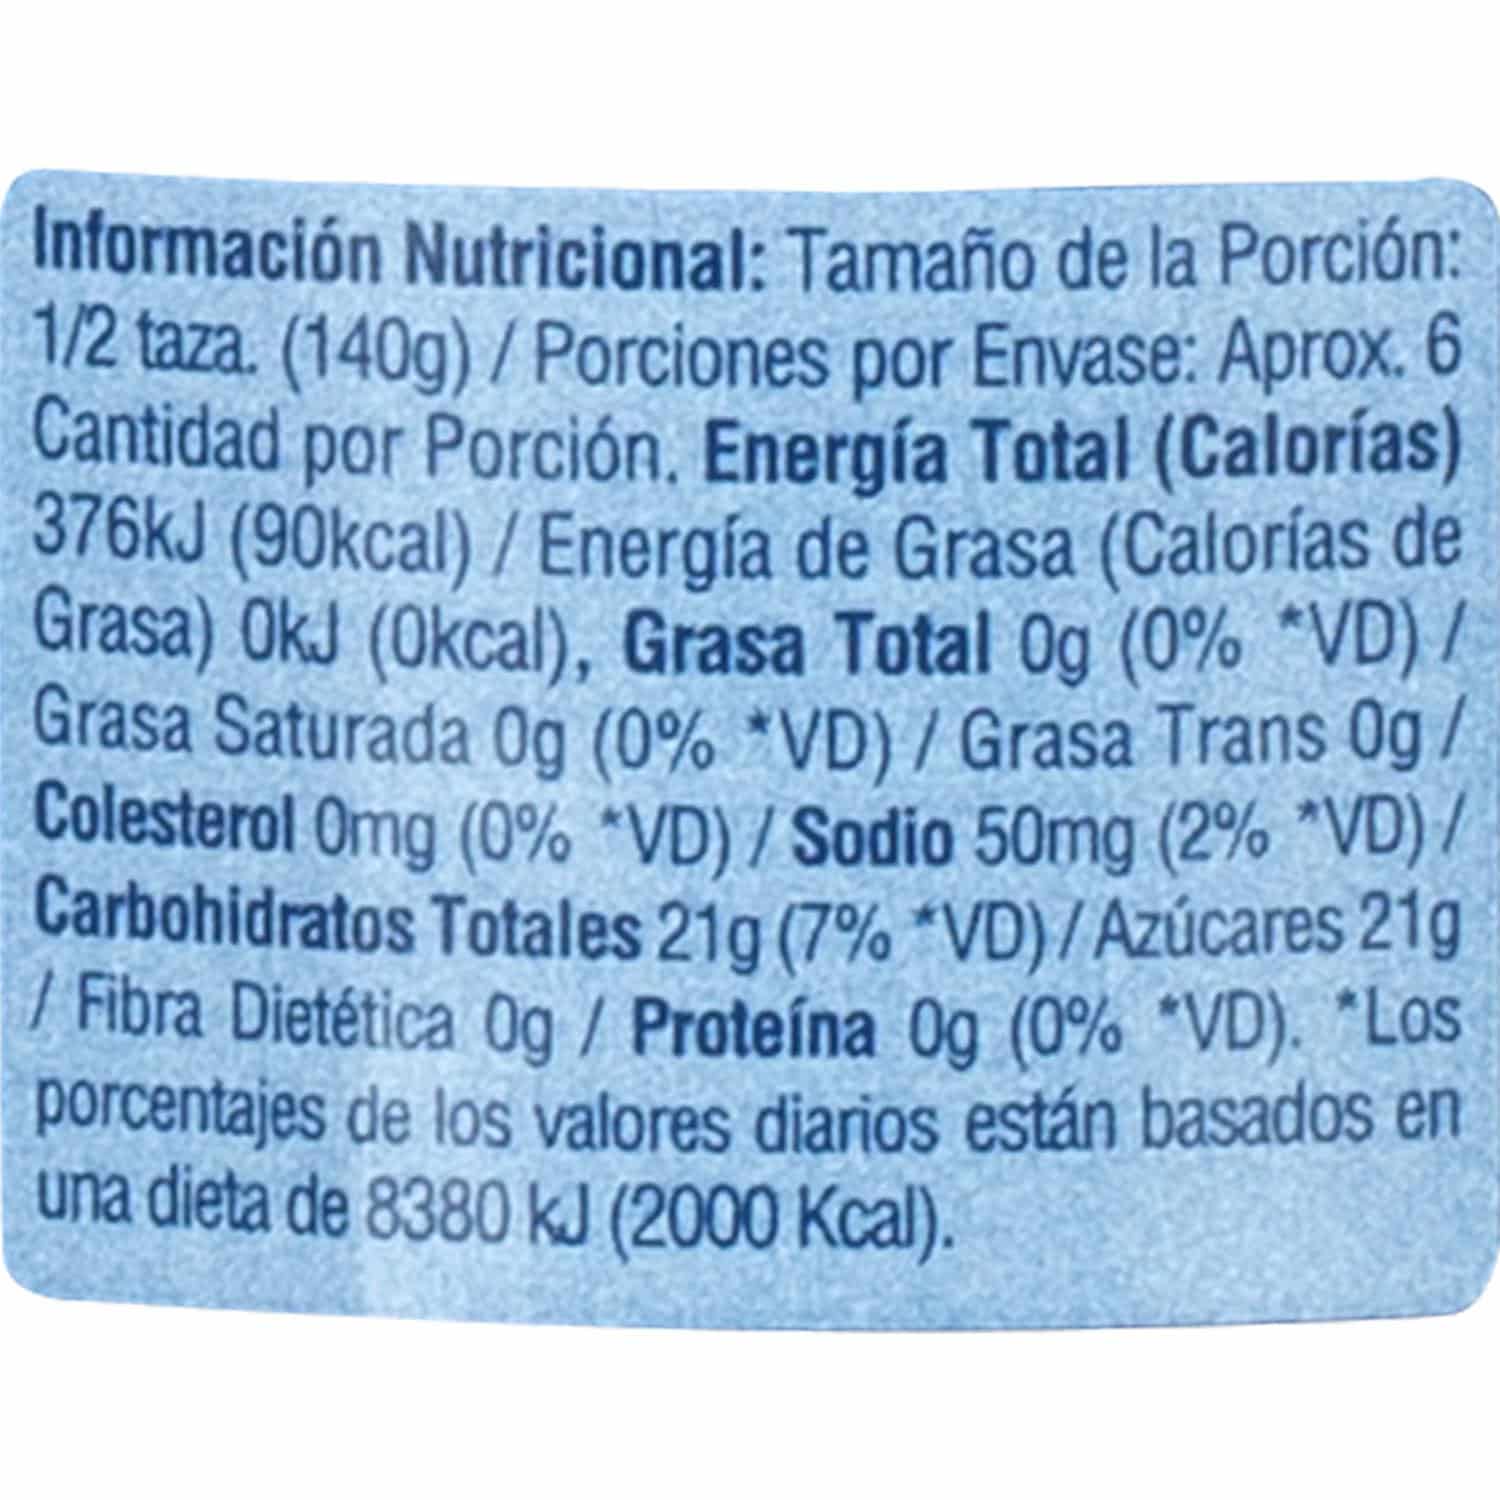 Información Nutricional: Tamaño de la Porción:
1/2 taza. (140g) / Porciones por Envase: Aprox. 6
Cantidad por Porción. Energía Total (Calorías)
376kJ (90kcal) / Energía de Grasa (Calorías de
Grasa) 0kJ (0kcal), Grasa Total 0g (0% *VD) /
Grasa Saturada 0g (0% *VD) / Grasa Trans 0g /
Colesterol 0mg (0% *VD) / Sodio 50mg (2% *VD) /
Carbohidratos Totales 21g (7% *VD) / Azúcares 21g
/ Fibra Dietética 0g / Proteína 0g (0% *VD). *Los
porcentajes de los valores diarios están basados en
una dieta de 8380 kJ (2000 Kcal).